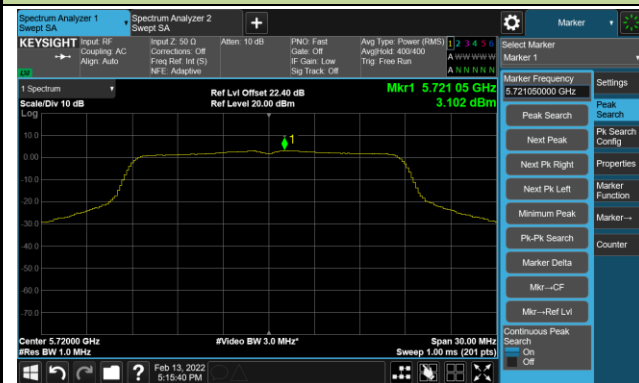 Spectrum Analyzer 1
Swept SA
Spectrum Analyzer 2
Swept SA
+
Marker
KEYSIGHT
Input: RF
Coupling: AC
Align: Auto
Input Z: 50 Ω
Corrections: Off
Freq Ref: Int (S)
NFE: Adaptive
Atten: 10 dB
PNO: Fast
Gate: Off
IF Gain: Low
Sig Track: Off
Avg Type: Power (RMS)
Avg|Hold: 400/400
Trig: Free Run
1 2 3 4 5 6
A W W W W W
A N N N N N
Select Marker
Marker 1
1 Spectrum
Scale/Div 10 dB
Log
Ref Lvl Offset 22.40 dB
Ref Level 20.00 dBm
Mkr1 5.721 05 GHz
3.102 dBm
10.0
0.00
-10.0
-20.0
-30.0
-40.0
-50.0
-60.0
-70.0
1
Center 5.72000 GHz
#Res BW 1.0 MHz
#Video BW 3.0 MHz*
Span 30.00 MHz
Sweep 1.00 ms (201 pts)
Marker Frequency
5.721050000 GHz
Peak Search
Next Peak
Next Pk Right
Next Pk Left
Minimum Peak
Pk-Pk Search
Marker Delta
Mkr→CF
Mkr→Ref Lvl
Continuous Peak
Search
On
Off
Settings
Peak
Search
Pk Search
Config
Properties
Marker
Function
Marker→
Counter
?
Feb 13, 2022
5:15:40 PM